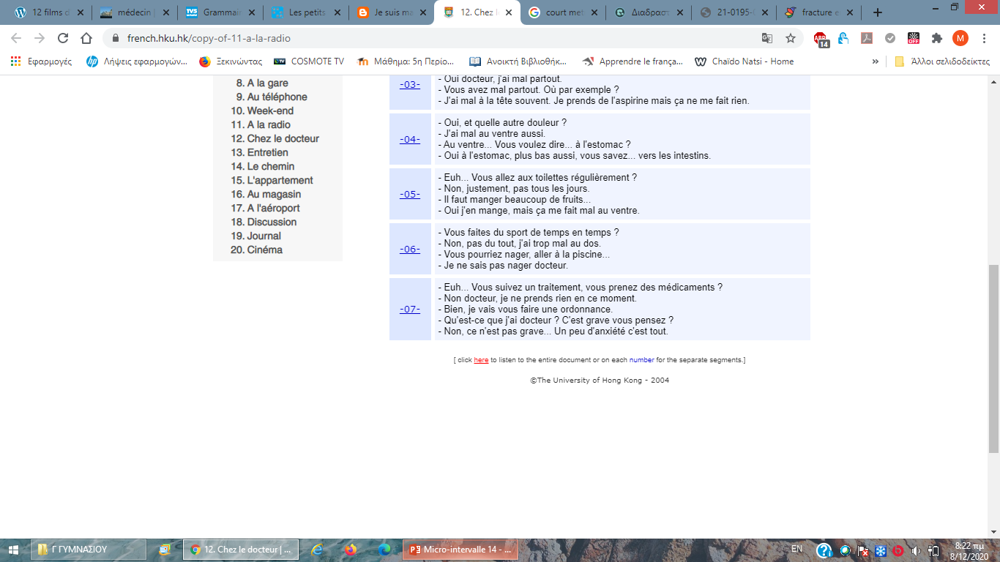 12 films d
médecin |
Grammair
Les petits
Je suis ma
12. Chez l
court met
Διαδραστ
21-0195-
fracture e
french.hku.hk/copy-of-11-a-la-radio
ABP
14
OFF
M
Εφαρμογές
Λήψεις εφαρμογών...
Ξεκινώντας
COSMOTE TV
Μάθημα: 5η Περίο...
Ανοικτή Βιβλιοθήκ...
Apprendre le frança...
Chaïdo Natsi - Home
»
Άλλοι σελιδοδείκτες
8. A la gare
9. Au téléphone
10. Week-end
11. A la radio
12. Chez le docteur
13. Entretien
14. Le chemin
15. L'appartement
16. Au magasin
17. A l'aéroport
18. Discussion
19. Journal
20. Cinéma
-03-
- Oui docteur, j'ai mal partout.
- Vous avez mal partout. Où par exemple ?
- J'ai mal à la tête souvent. Je prends de l'aspirine mais ça ne me fait rien.
-04-
- Oui, et quelle autre douleur ?
- J'ai mal au ventre aussi.
- Au ventre... Vous voulez dire... à l'estomac ?
- Oui à l'estomac, plus bas aussi, vous savez... vers les intestins.
-05-
- Euh... Vous allez aux toilettes régulièrement ?
- Non, justement, pas tous les jours.
- Il faut manger beaucoup de fruits...
- Oui j'en mange, mais ça me fait mal au ventre.
-06-
- Vous faites du sport de temps en temps ?
- Non, pas du tout, j'ai trop mal au dos.
- Vous pourriez nager, aller à la piscine...
- Je ne sais pas nager docteur.
-07-
- Euh... Vous suivez un traitement, vous prenez des médicaments ?
- Non docteur, je ne prends rien en ce moment.
- Bien, je vais vous faire une ordonnance.
- Qu'est-ce que j'ai docteur ? C'est grave vous pensez ?
- Non, ce n'est pas grave... Un peu d'anxiété c'est tout.
[ click here to listen to the entire document or on each number for the separate segments.]
©The University of Hong Kong - 2004
Γ ΓΥΜΝΑΣΙΟΥ
12. Chez le docteur | ...
Micro-intervalle 14 - ...
EN
8:22 πμ
8/12/2020